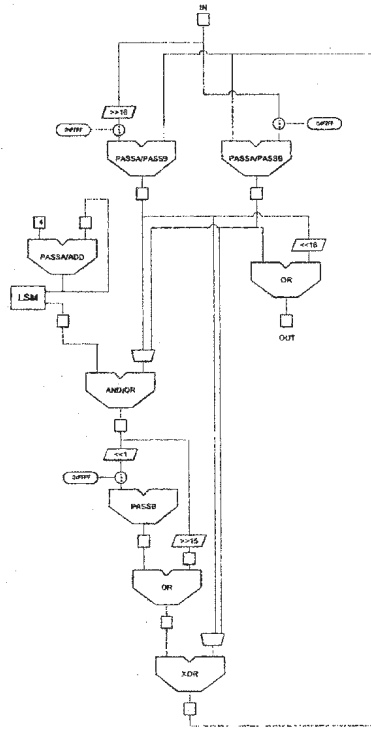 IN
>>16
0xffff
0xffff
PASSA/PASSB
PASSA/PASSB
4
<<16
PASSA/ADD
OR
LSM
OUT
AND/OR
<<1
0xffff
PASSB
>>15
OR
XOR